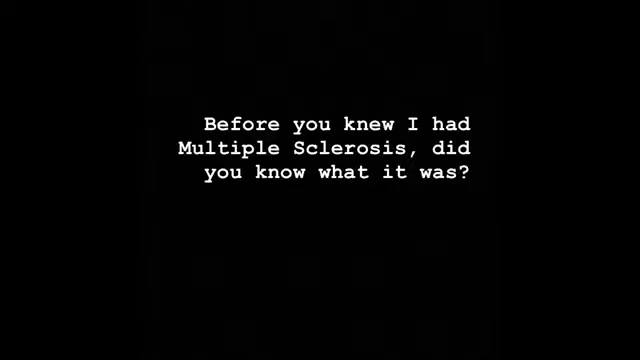 Before you knew I had
Multiple Sclerosis, did
you know what it was?